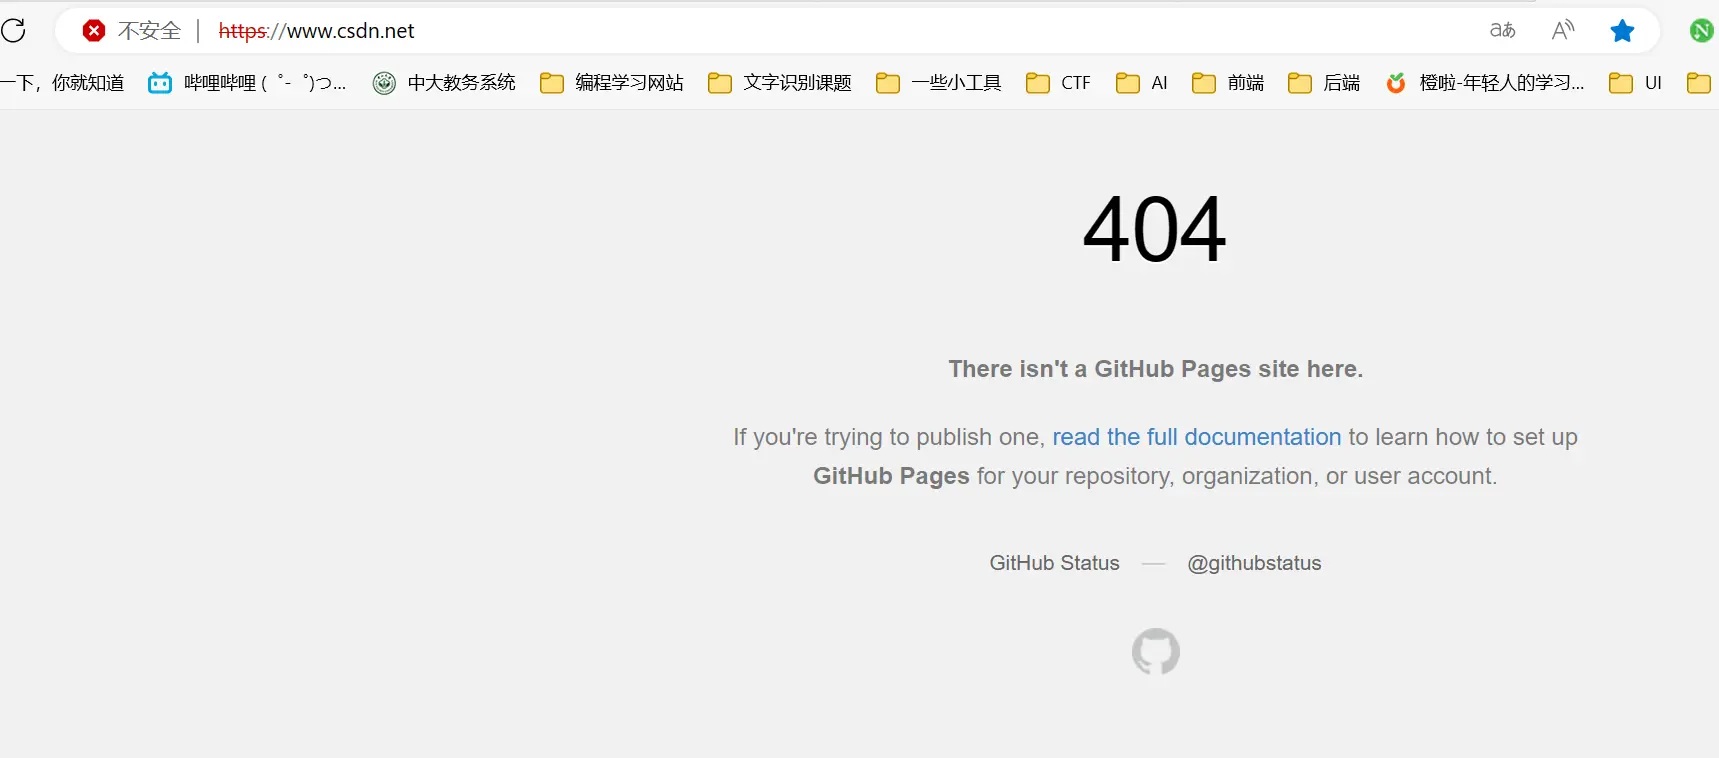 不安全 | https://www.csdn.net
一下，你就知道 哔哩哔哩 (゜-゜)つ... 中大教务系统 编程学习网站 文字识别课题 一些小工具 CTF AI 前端 后端 橙啦-年轻人的学习... UI
404
There isn't a GitHub Pages site here.
If you're trying to publish one, read the full documentation to learn how to set up
GitHub Pages for your repository, organization, or user account.
GitHub Status — @githubstatus